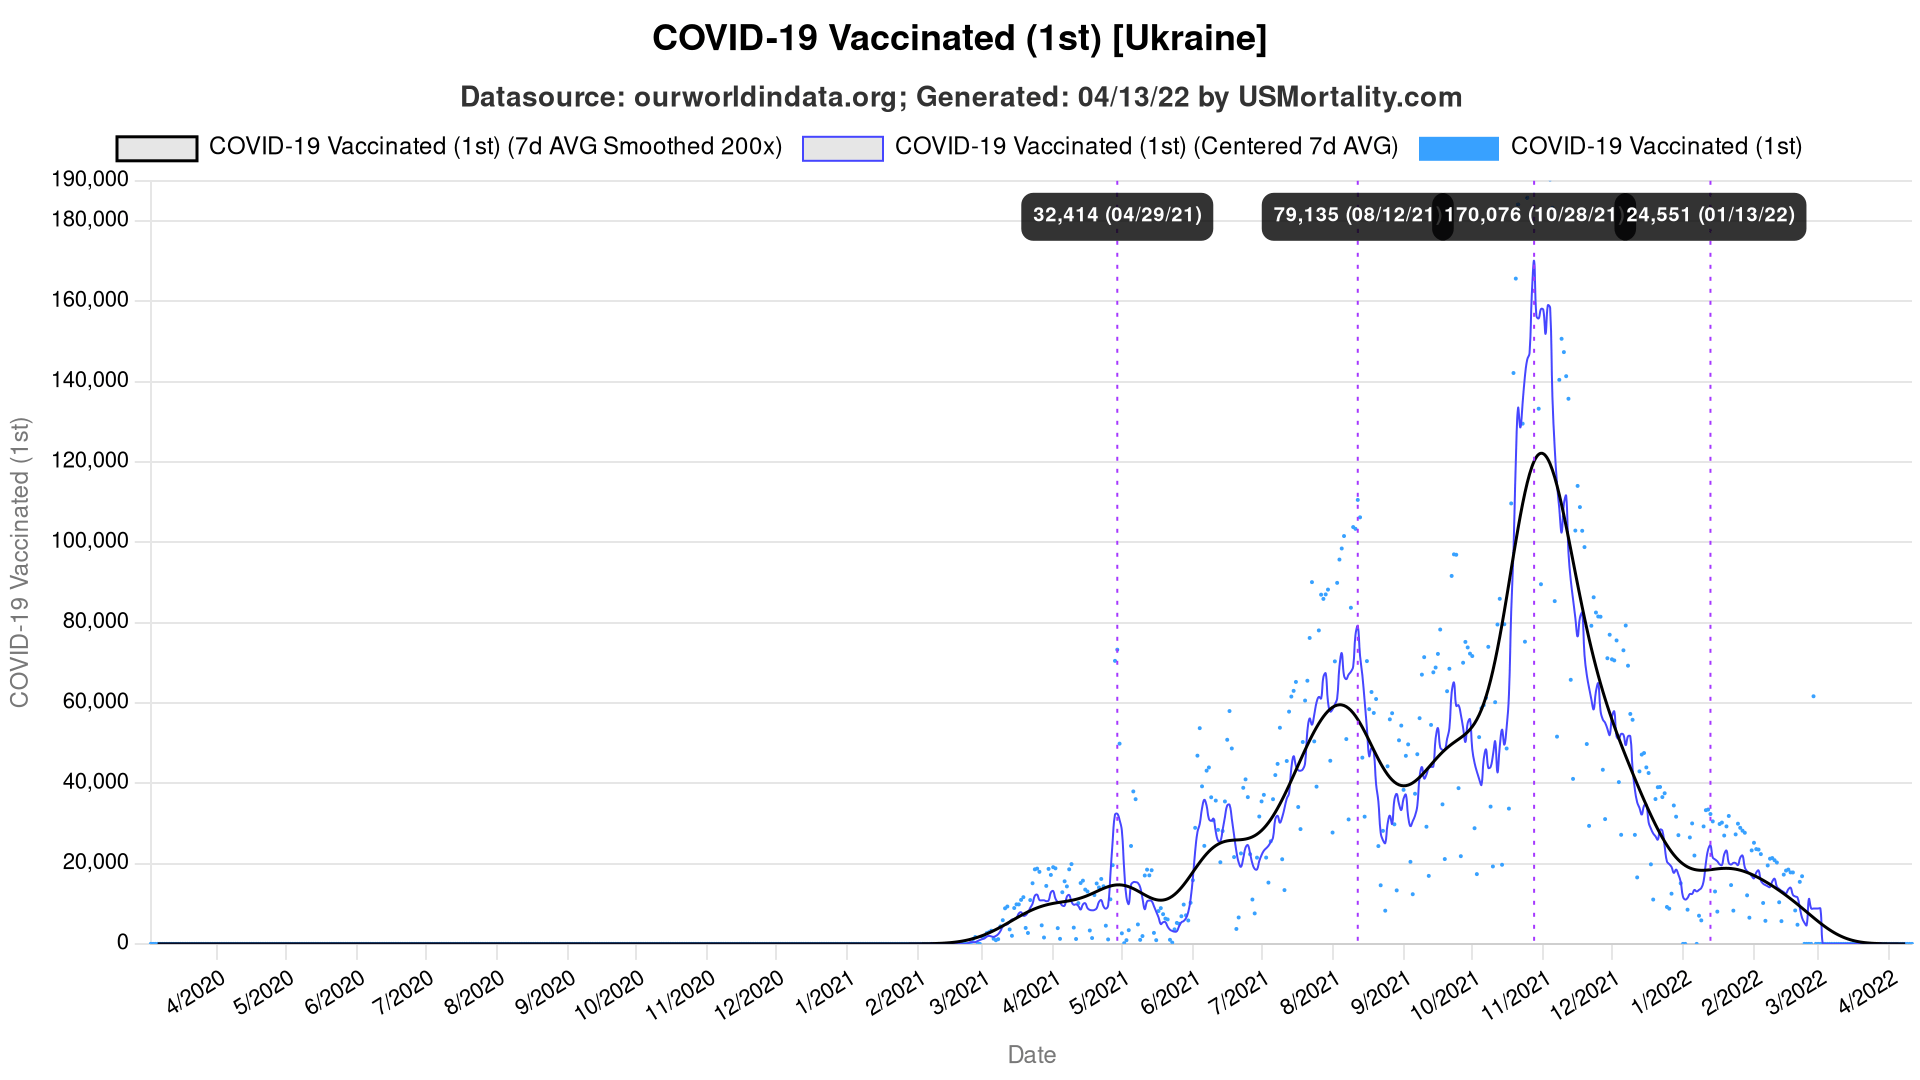 COVID-19 Vaccinated (1st) [Ukraine]
Datasource: ourworldindata.org; Generated: 04/13/22 by USMortality.com
COVID-19 Vaccinated (1st) (7d AVG Smoothed 200x) COVID-19 Vaccinated (1st) (Centered 7d AVG) COVID-19 Vaccinated (1st)
190,000
180,000
160,000
140,000
120,000
100,000
80,000
60,000
40,000
20,000
0
COVID-19 Vaccinated (1st)
32,414 (04/29/21) 79,135 (08/12/21) 170,076 (10/28/21) 24,551 (01/13/22)
4/2020 5/2020 6/2020 7/2020 8/2020 9/2020 10/2020 11/2020 12/2020 1/2021 2/2021 3/2021 4/2021 5/2021 6/2021 7/2021 8/2021 9/2021 10/2021 11/2021 12/2021 1/2022 2/2022 3/2022 4/2022
Date